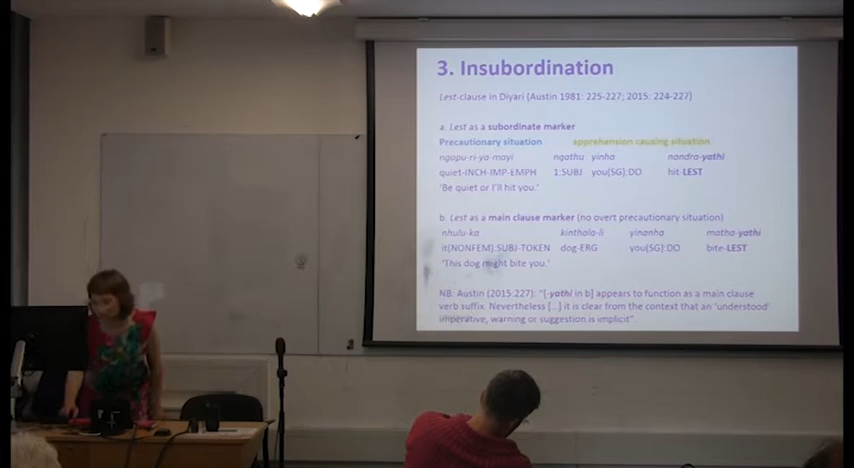 3. Insubordination
Lest-clause in Diyari (Austin 1981: 225-227; 2015: 224-227)
a. Lest as a subordinate marker
Precautionary situation apprehension causing situation
ngapu-ri-ya-mayi ngathu yinha nandra-yathi
quiet-INCH-IMP-EMPH 1:SUBJ you(SG):DO hit-LEST
'Be quiet or I'll hit you.'
b. Lest as a main clause marker (no overt precautionary situation)
nhulu-ka kinthala-li yinanha matha-yathi
it(NONFEM):SUBJ-TOKEN dog-ERG you(SG):DO bite-LEST
'This dog might bite you.'
NB: Austin (2015:227): "[-yathi in b] appears to function as a main clause
verb suffix. Nevertheless [...] it is clear from the context that an 'understood'
imperative, warning or suggestion is implicit".